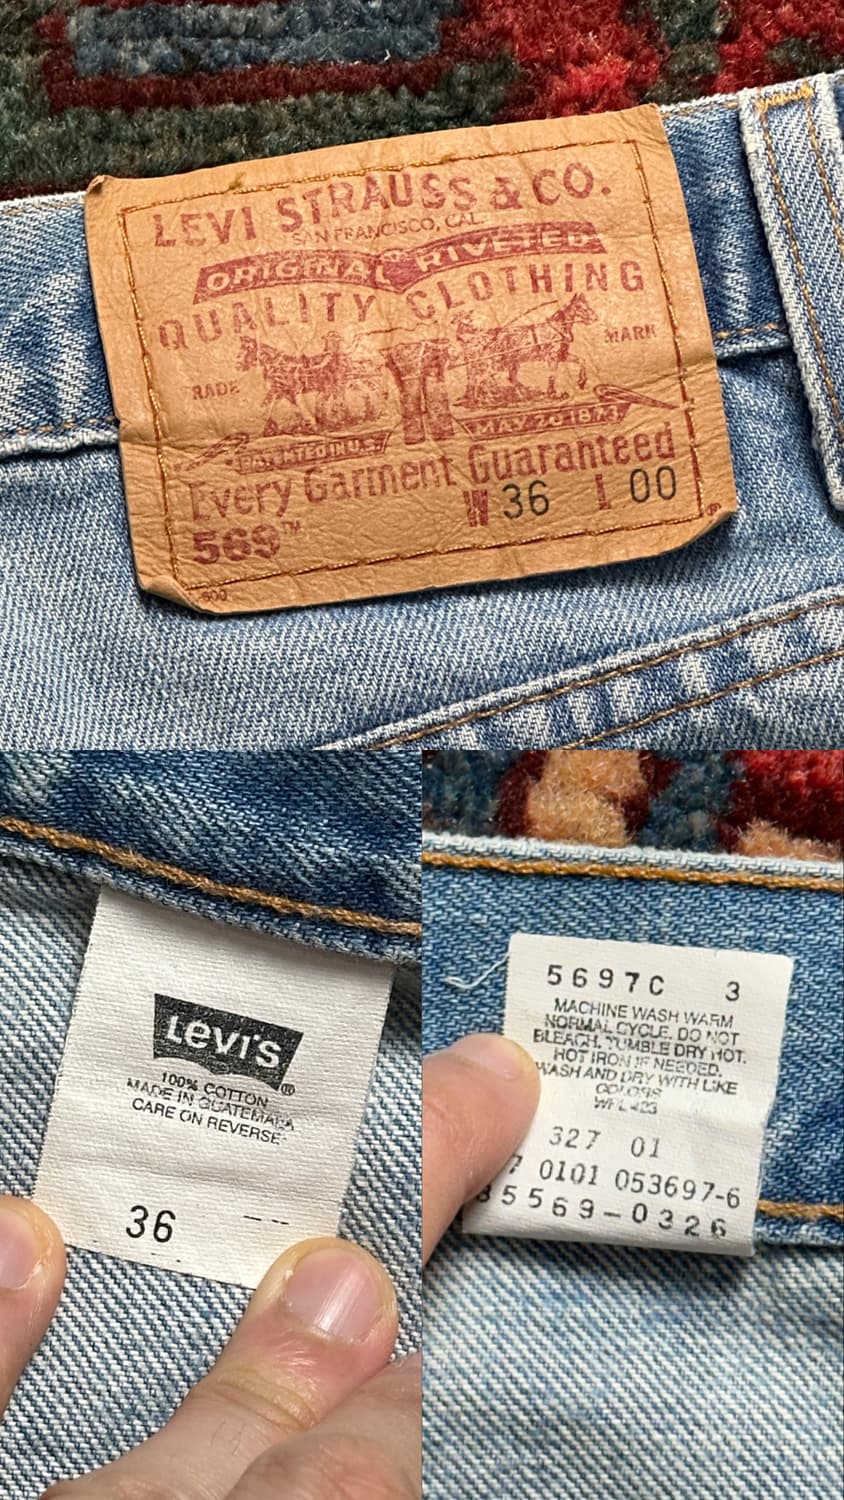 LEVI STRAUSS & CO.
SAN FRANCISCO, CAL.
ORIGINAL RIVETED
QUALITY CLOTHING
TRADE MARK
PATENTED IN U.S. MAY 20 1873
Every Garment Guaranteed
W 36 L 00
569™
®
Levi's®
100% COTTON
MADE IN GUATEMALA
CARE ON REVERSE
36 --
5697C 3
MACHINE WASH WARM
NORMAL CYCLE. DO NOT
BLEACH. TUMBLE DRY HOT.
HOT IRON IF NEEDED.
WASH AND DRY WITH LIKE
COLORS
327 01
7 0101 053697-6
85569-0326